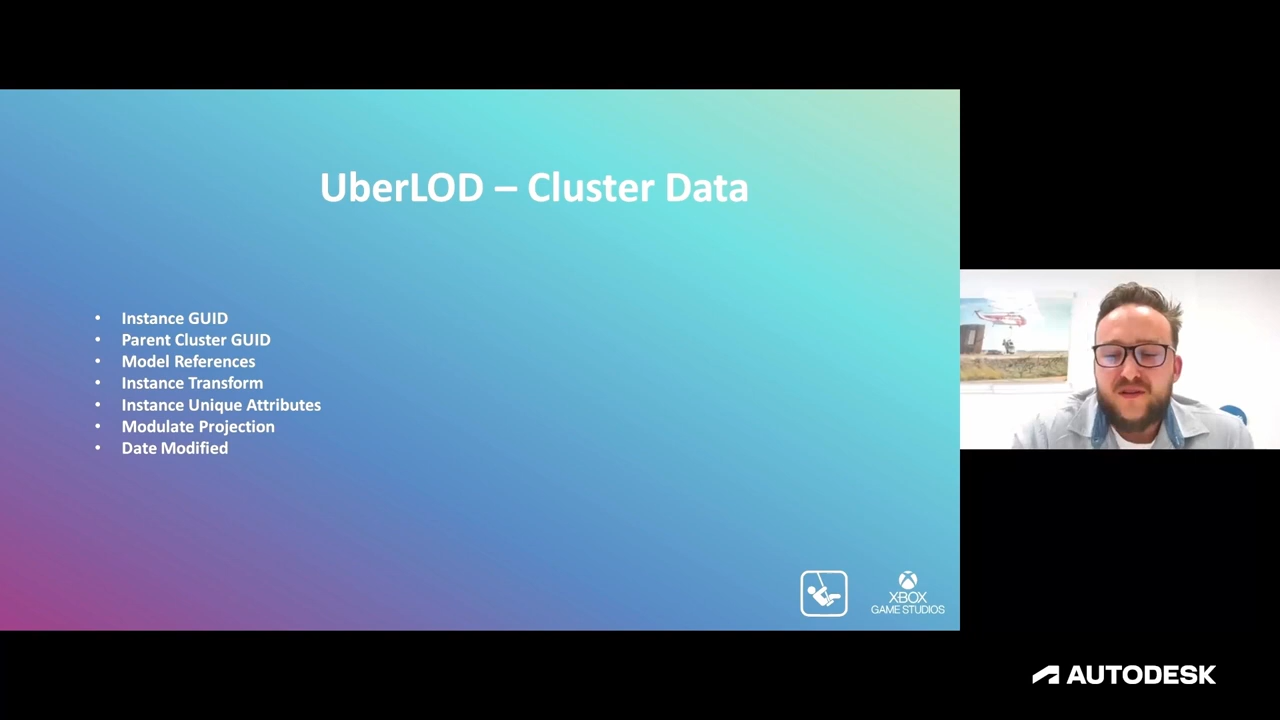 UberLOD – Cluster Data
• Instance GUID
• Parent Cluster GUID
• Model References
• Instance Transform
• Instance Unique Attributes
• Modulate Projection
• Date Modified
XBOX
GAME STUDIOS
AUTODESK